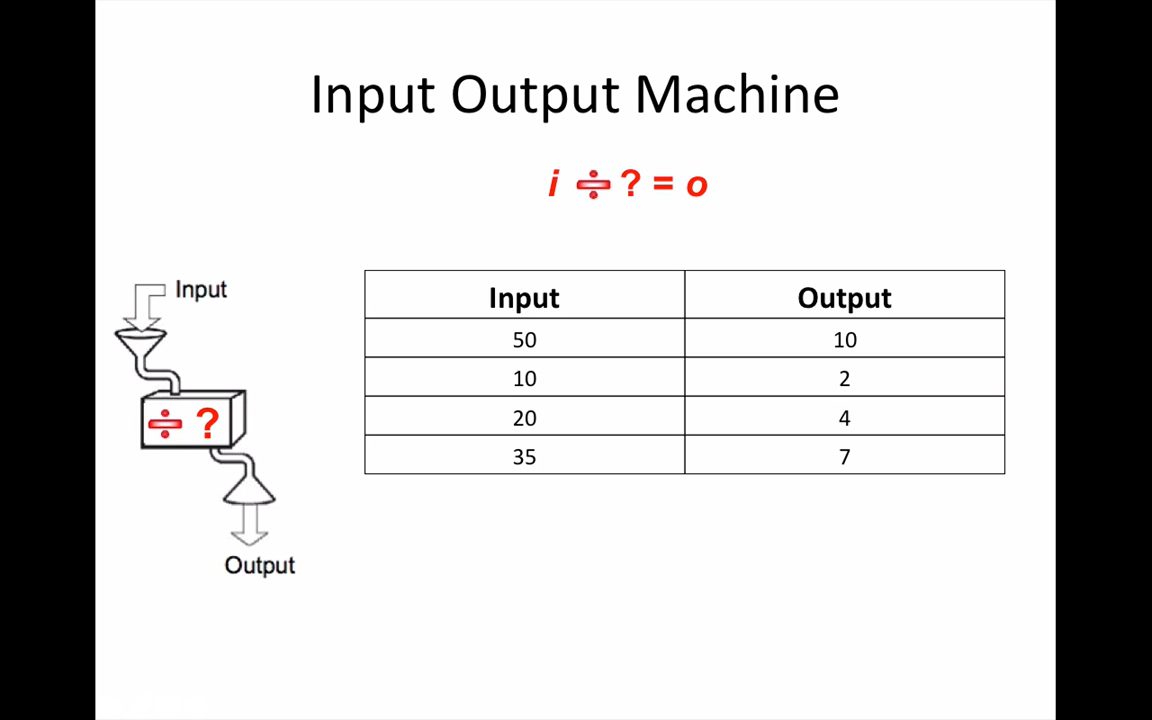 Input Output Machine
i ÷ ? = o
Input
÷ ?
Output
Input Output
50 10
10 2
20 4
35 7